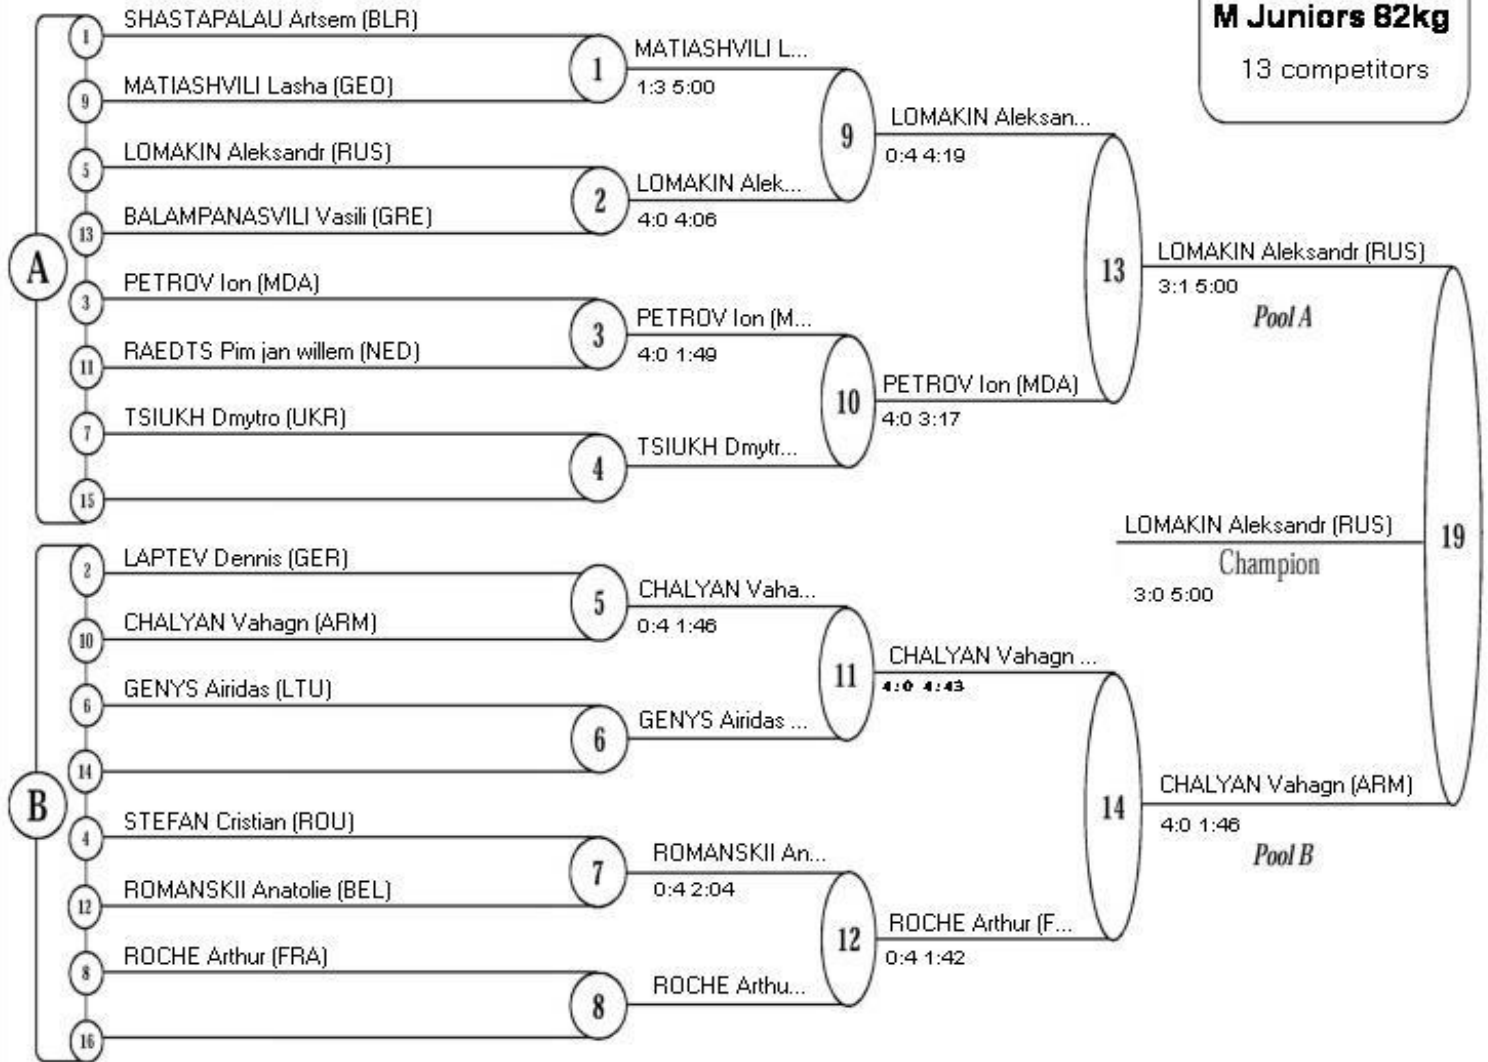 M Juniors 82kg
13 competitors
A
1
SHASTAPALAU Artsem (BLR)
9
MATIASHVILI Lasha (GEO)
5
LOMAKIN Aleksandr (RUS)
13
BALAMPANASVILI Vasili (GRE)
3
PETROV Ion (MDA)
11
RAEDTS Pim jan willem (NED)
7
TSIUKH Dmytro (UKR)
15
1
MATIASHVILI L...
1:3 5:00
2
LOMAKIN Alek...
4:0 4:06
3
PETROV Ion (M...
4:0 1:49
4
TSIUKH Dmytr...
9
LOMAKIN Aleksan...
0:4 4:19
10
PETROV Ion (MDA)
4:0 3:17
13
LOMAKIN Aleksandr (RUS)
3:1 5:00
Pool A
B
2
LAPTEV Dennis (GER)
10
CHALYAN Vahagn (ARM)
6
GENYS Airidas (LTU)
14
4
STEFAN Cristian (ROU)
12
ROMANSKII Anatolie (BEL)
8
ROCHE Arthur (FRA)
16
5
CHALYAN Vaha...
0:4 1:46
6
GENYS Airidas ...
7
ROMANSKII An...
0:4 2:04
8
ROCHE Arthu...
11
CHALYAN Vahagn ...
4:0 4:43
12
ROCHE Arthur (F...
0:4 1:42
14
CHALYAN Vahagn (ARM)
4:0 1:46
Pool B
19
LOMAKIN Aleksandr (RUS)
Champion
3:0 5:00